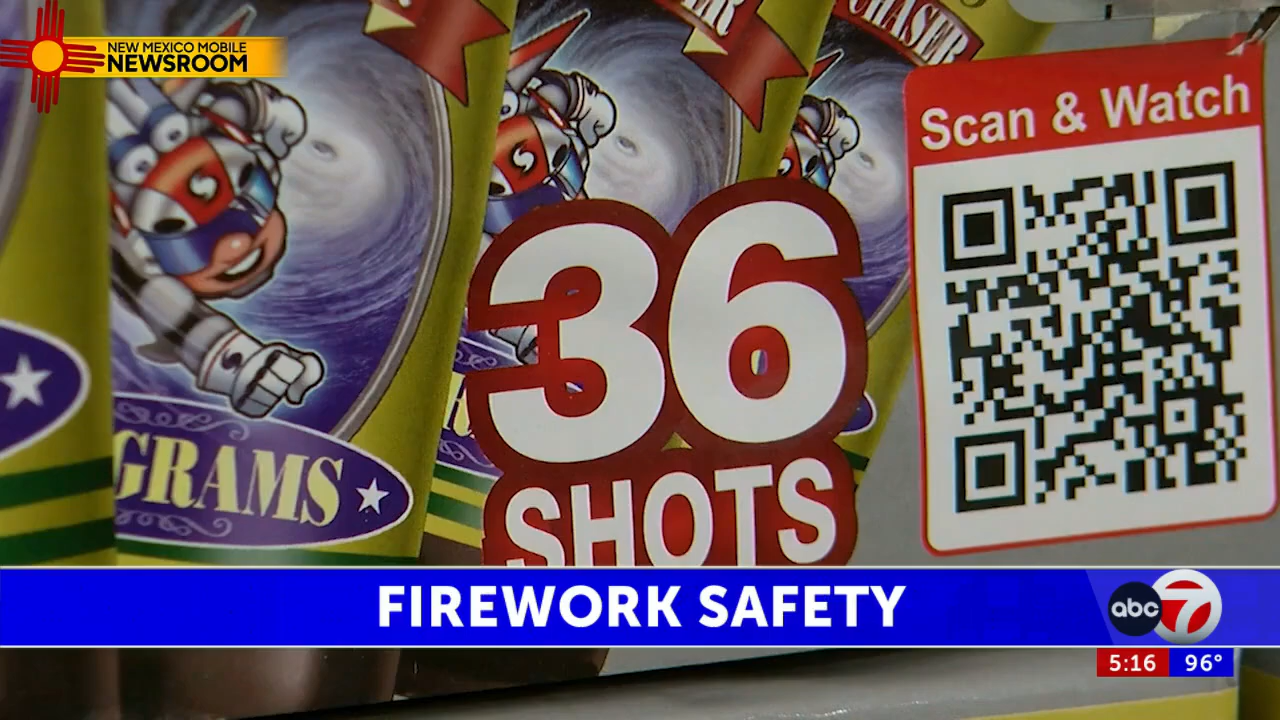 NEW MEXICO MOBILE
NEWSROOM
CHASER
Scan & Watch
36
SHOTS
GRAMS
FIREWORK SAFETY
abc 7
5:16 96°